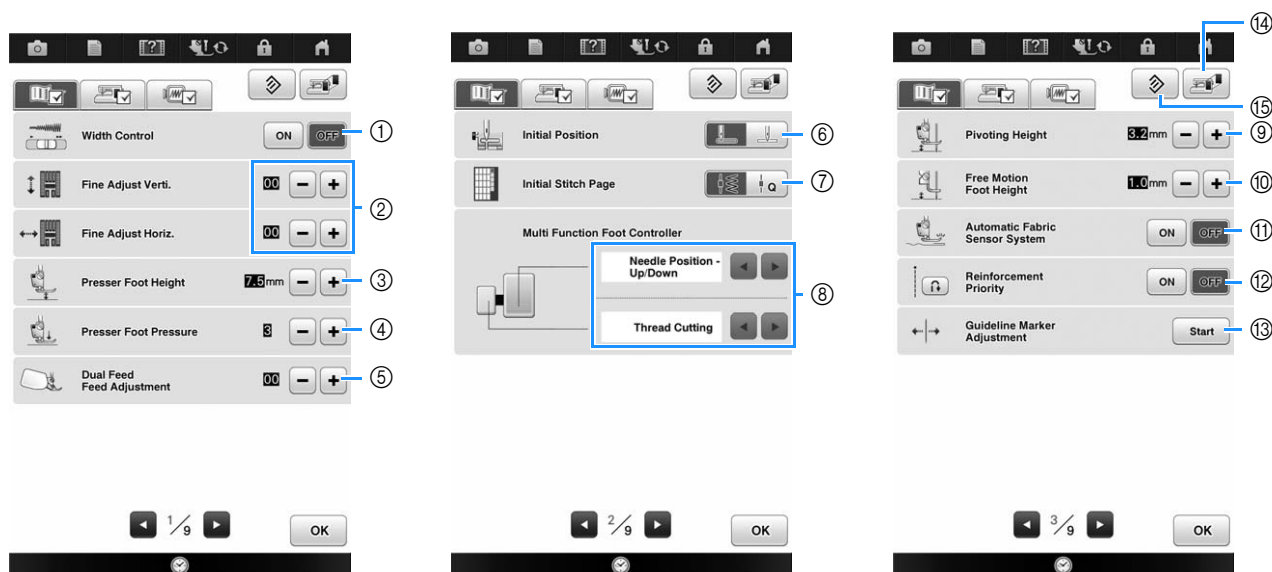 Width Control ON OFF ①
Fine Adjust Verti. 00 − +
②
Fine Adjust Horiz. 00 − +
Presser Foot Height 7.5mm − + ③
Presser Foot Pressure 3 − + ④
Dual Feed
Feed Adjustment 00 − + ⑤
1/9
OK
Initial Position ⑥
Initial Stitch Page Q ⑦
Multi Function Foot Controller
Needle Position -
Up/Down
⑧
Thread Cutting
2/9
OK
⑭
⑮
Pivoting Height 3.2mm − + ⑨
Free Motion
Foot Height 1.0mm − + ⑩
Automatic Fabric
Sensor System ON OFF ⑪
Reinforcement
Priority ON OFF ⑫
Guideline Marker
Adjustment Start ⑬
3/9
OK